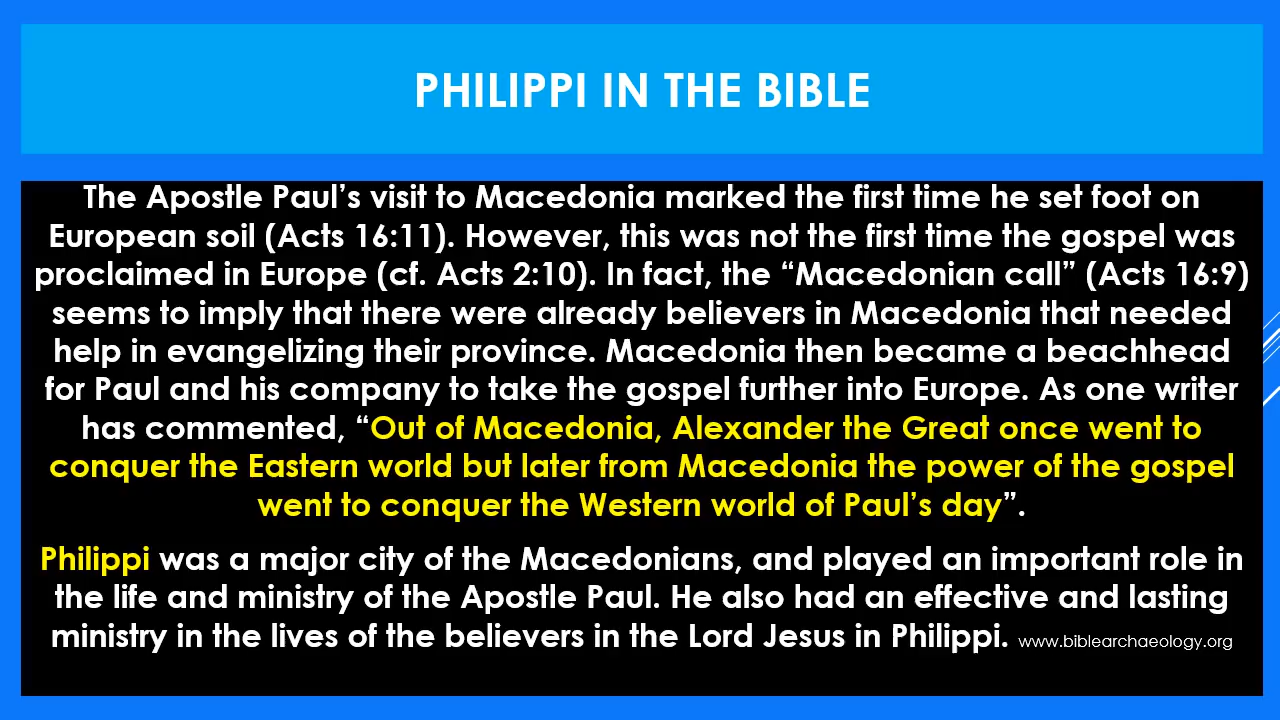 PHILIPPI IN THE BIBLE
The Apostle Paul’s visit to Macedonia marked the first time he set foot on
European soil (Acts 16:11). However, this was not the first time the gospel was
proclaimed in Europe (cf. Acts 2:10). In fact, the “Macedonian call” (Acts 16:9)
seems to imply that there were already believers in Macedonia that needed
help in evangelizing their province. Macedonia then became a beachhead
for Paul and his company to take the gospel further into Europe. As one writer
has commented, “Out of Macedonia, Alexander the Great once went to
conquer the Eastern world but later from Macedonia the power of the gospel
went to conquer the Western world of Paul’s day”.
Philippi was a major city of the Macedonians, and played an important role in
the life and ministry of the Apostle Paul. He also had an effective and lasting
ministry in the lives of the believers in the Lord Jesus in Philippi. www.biblearchaeology.org